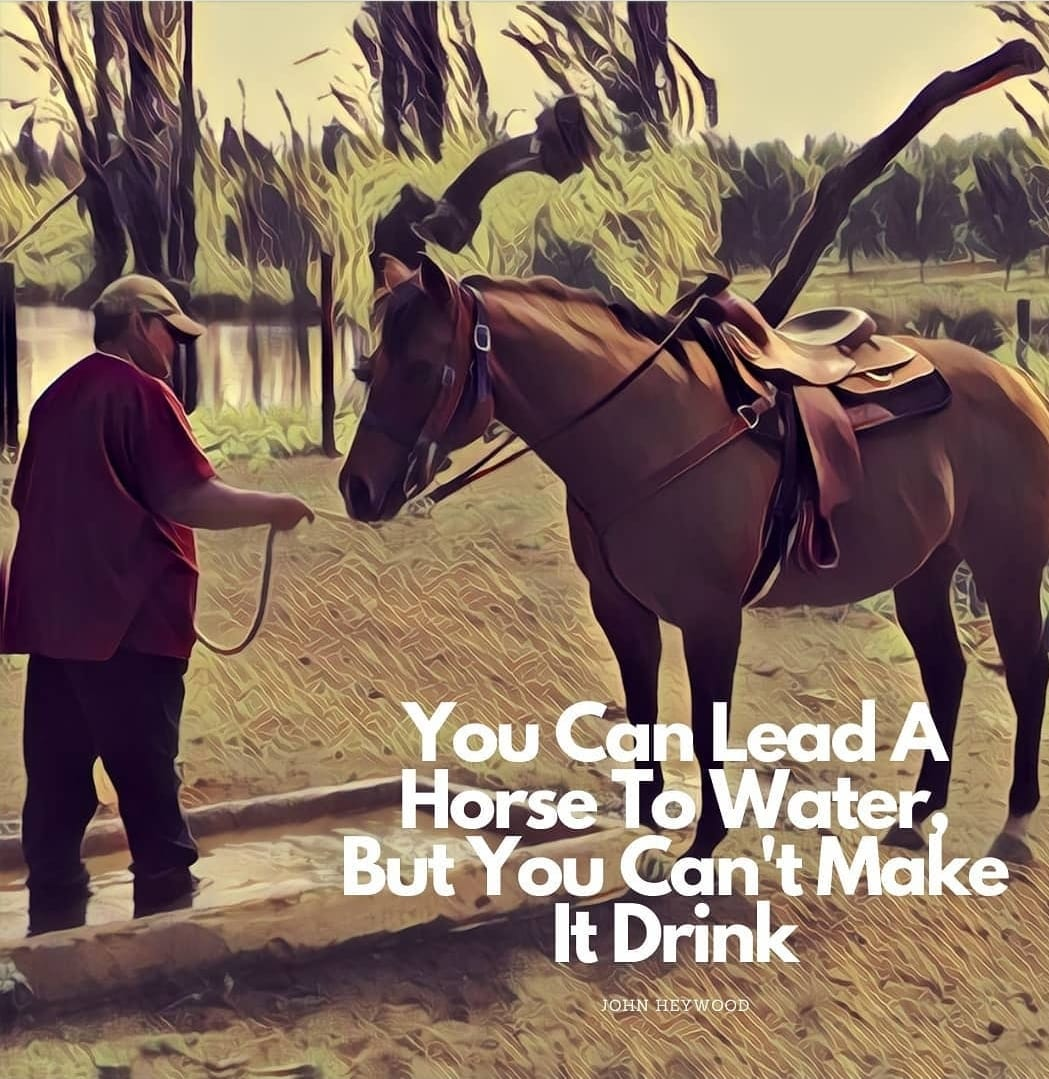 You Can Lead A
Horse To Water,
But You Can't Make
It Drink
JOHN HEYWOOD